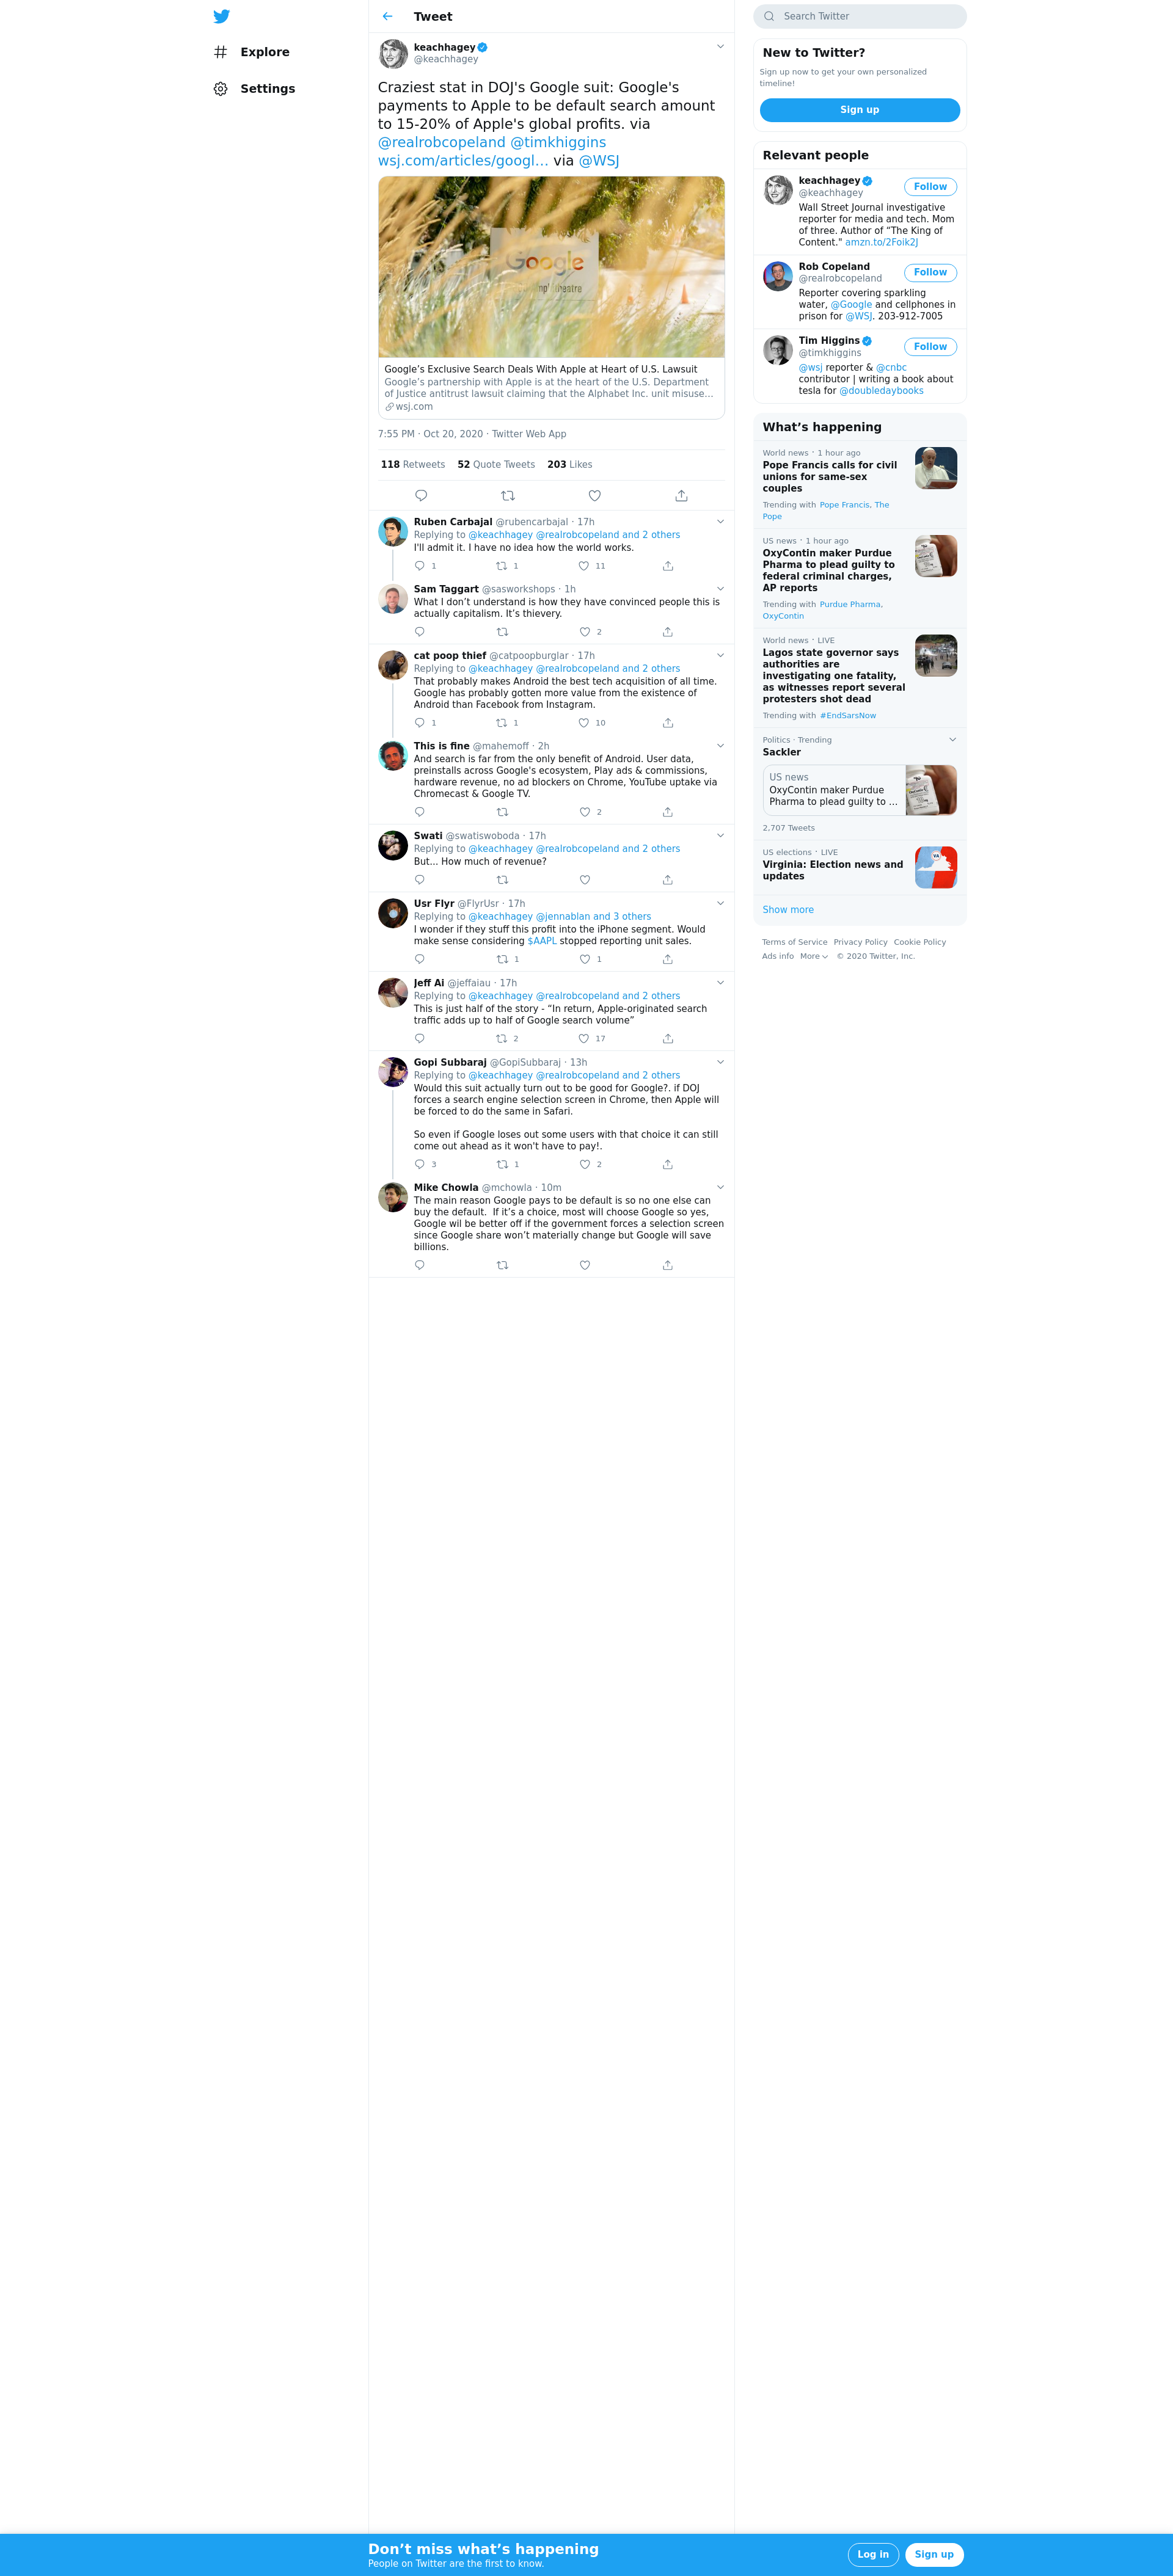 Explore
Settings
Tweet
keachhagey
@keachhagey
Craziest stat in DOJ's Google suit: Google's
payments to Apple to be default search amount
to 15-20% of Apple's global profits. via
@realrobcopeland @timkhiggins
wsj.com/articles/googl… via @WSJ
Google
Google’s Exclusive Search Deals With Apple at Heart of U.S. Lawsuit
Google’s partnership with Apple is at the heart of the U.S. Department
of Justice antitrust lawsuit claiming that the Alphabet Inc. unit misuse…
wsj.com
7:55 PM · Oct 20, 2020 · Twitter Web App
118 Retweets 52 Quote Tweets 203 Likes
Ruben Carbajal @rubencarbajal · 17h
Replying to @keachhagey @realrobcopeland and 2 others
I'll admit it. I have no idea how the world works.
1 1 11
Sam Taggart @sasworkshops · 1h
What I don’t understand is how they have convinced people this is
actually capitalism. It’s thievery.
2
cat poop thief @catpoopburglar · 17h
Replying to @keachhagey @realrobcopeland and 2 others
That probably makes Android the best tech acquisition of all time.
Google has probably gotten more value from the existence of
Android than Facebook from Instagram.
1 1 10
This is fine @mahemoff · 2h
And search is far from the only benefit of Android. User data,
preinstalls across Google's ecosystem, Play ads & commissions,
hardware revenue, no ad blockers on Chrome, YouTube uptake via
Chromecast & Google TV.
2
Swati @swatiswoboda · 17h
Replying to @keachhagey @realrobcopeland and 2 others
But... How much of revenue?
Usr Flyr @FlyrUsr · 17h
Replying to @keachhagey @jennablan and 3 others
I wonder if they stuff this profit into the iPhone segment. Would
make sense considering $AAPL stopped reporting unit sales.
1 1
Jeff Ai @jeffaiau · 17h
Replying to @keachhagey @realrobcopeland and 2 others
This is just half of the story - “In return, Apple-originated search
traffic adds up to half of Google search volume”
2 17
Gopi Subbaraj @GopiSubbaraj · 13h
Replying to @keachhagey @realrobcopeland and 2 others
Would this suit actually turn out to be good for Google?. if DOJ
forces a search engine selection screen in Chrome, then Apple will
be forced to do the same in Safari.
So even if Google loses out some users with that choice it can still
come out ahead as it won't have to pay!.
3 1 2
Mike Chowla @mchowla · 10m
The main reason Google pays to be default is so no one else can
buy the default.  If it’s a choice, most will choose Google so yes,
Google wil be better off if the government forces a selection screen
since Google share won’t materially change but Google will save
billions.
Search Twitter
New to Twitter?
Sign up now to get your own personalized
timeline!
Sign up
Relevant people
keachhagey
@keachhagey
Follow
Wall Street Journal investigative
reporter for media and tech. Mom
of three. Author of “The King of
Content." amzn.to/2Foik2J
Rob Copeland
@realrobcopeland
Follow
Reporter covering sparkling
water, @Google and cellphones in
prison for @WSJ. 203-912-7005
Tim Higgins
@timkhiggins
Follow
@wsj reporter & @cnbc
contributor | writing a book about
tesla for @doubledaybooks
What’s happening
World news · 1 hour ago
Pope Francis calls for civil
unions for same-sex
couples
Trending with Pope Francis, The
Pope
US news · 1 hour ago
OxyContin maker Purdue
Pharma to plead guilty to
federal criminal charges,
AP reports
Trending with Purdue Pharma,
OxyContin
World news · LIVE
Lagos state governor says
authorities are
investigating one fatality,
as witnesses report several
protesters shot dead
Trending with #EndSarsNow
Politics · Trending
Sackler
US news
OxyContin maker Purdue
Pharma to plead guilty to …
2,707 Tweets
US elections · LIVE
Virginia: Election news and
updates
VA
Show more
Terms of Service Privacy Policy Cookie Policy
Ads info More © 2020 Twitter, Inc.
Don’t miss what’s happening
People on Twitter are the first to know.
Log in
Sign up